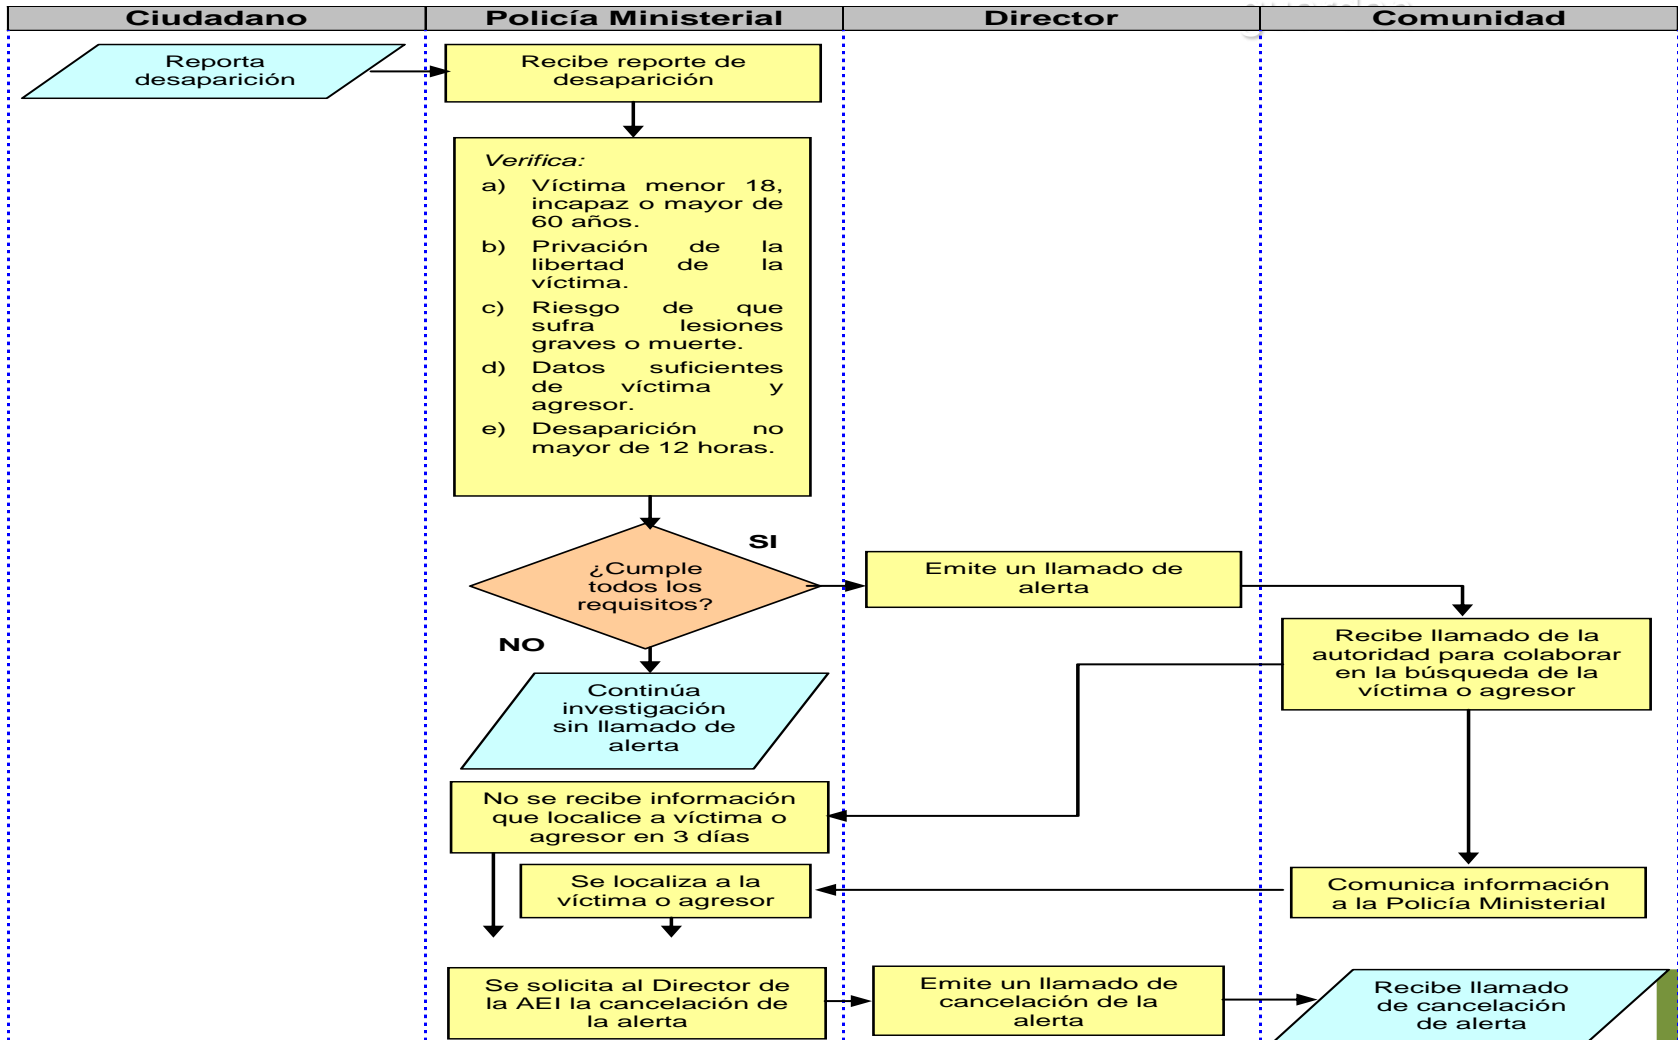 Ciudadano
Policía Ministerial
Director
Comunidad
Reporta
desaparición
Recibe reporte de
desaparición
Verifica:
a) Víctima menor 18,
incapaz o mayor de
60 años.
b) Privación de la
libertad de la
víctima.
c) Riesgo de que
sufra lesiones
graves o muerte.
d) Datos suficientes
de víctima y
agresor.
e) Desaparición no
mayor de 12 horas.
¿Cumple
todos los
requisitos?
SI
NO
Emite un llamado de
alerta
Recibe llamado de la
autoridad para colaborar
en la búsqueda de la
víctima o agresor
Continúa
investigación
sin llamado de
alerta
No se recibe información
que localice a víctima o
agresor en 3 días
Se localiza a la
víctima o agresor
Comunica información
a la Policía Ministerial
Se solicita al Director de
la AEI la cancelación de
la alerta
Emite un llamado de
cancelación de la
alerta
Recibe llamado
de cancelación
de alerta